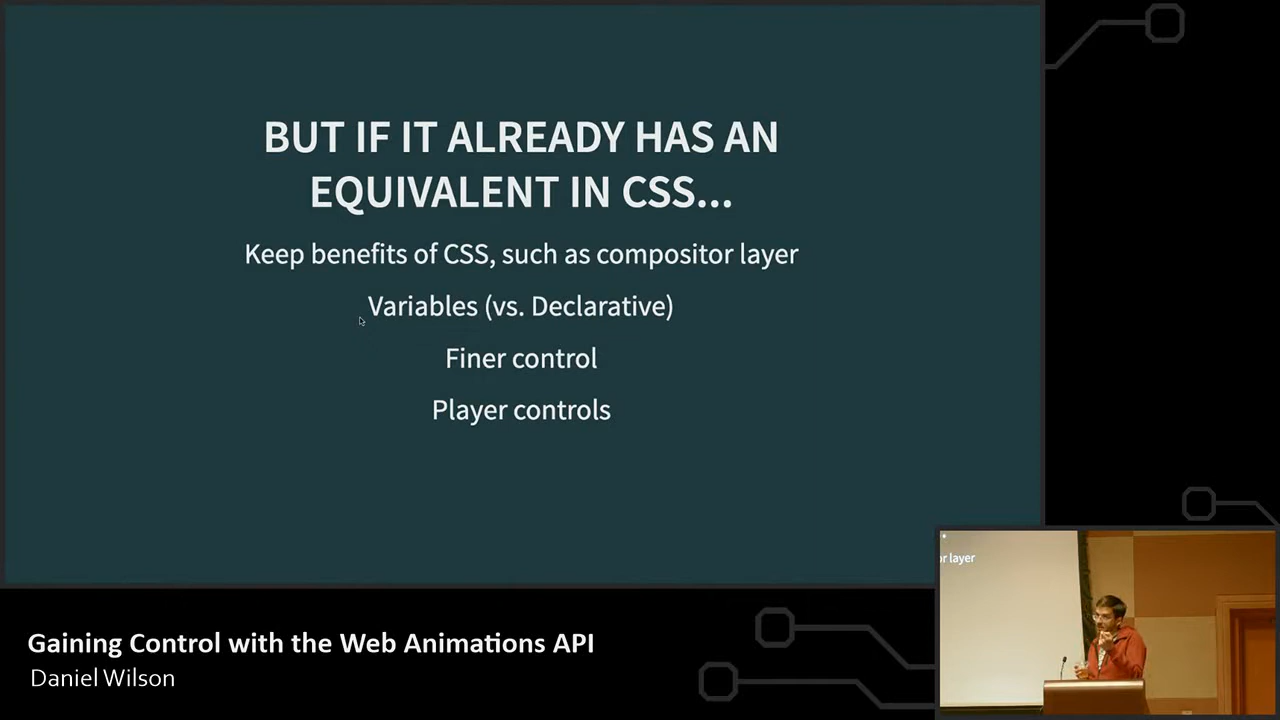 BUT IF IT ALREADY HAS AN
EQUIVALENT IN CSS...
Keep benefits of CSS, such as compositor layer
Variables (vs. Declarative)
Finer control
Player controls
layer
Gaining Control with the Web Animations API
Daniel Wilson